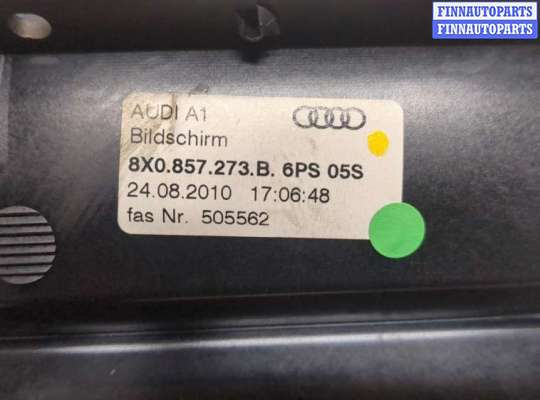 FINNAUTOPARTS
FINNAUTOPARTS
AUDI A1
Bildschirm
8X0.857.273.B. 6PS 05S
24.08.2010 17:06:48
fas Nr. 505562